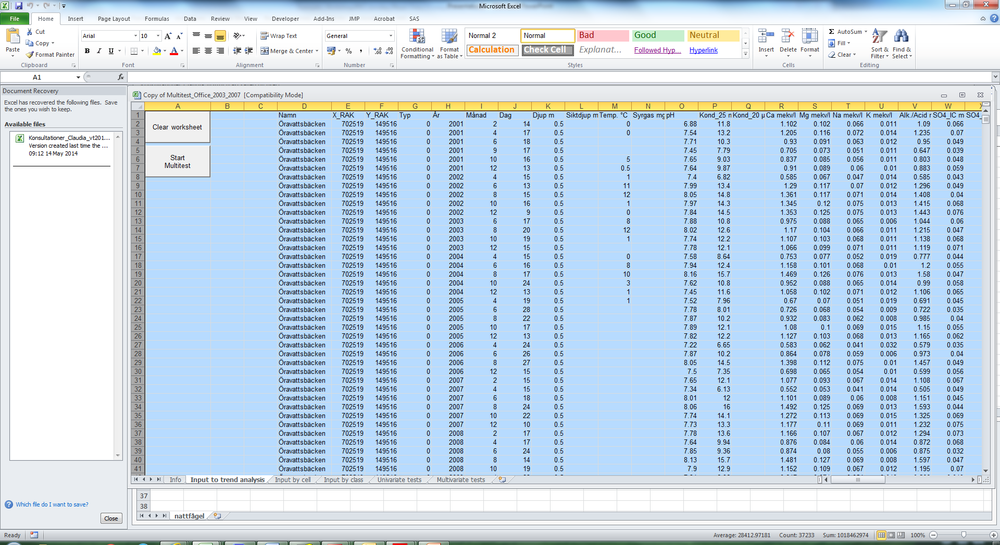 Microsoft Excel
File Home Insert Page Layout Formulas Data Review View Developer Add-Ins JMP Acrobat SAS
Paste
Cut
Copy
Format Painter
Clipboard
Arial 10
B I U
Font
Wrap Text
Merge & Center
Alignment
General
% ,
Number
Conditional Formatting
Format as Table
Normal 2 Normal Bad Good Neutral
Calculation Check Cell Explanat... Followed Hyp... Hyperlink
Styles
Insert Delete Format
Cells
AutoSum
Fill
Clear
Sort & Filter
Find & Select
Editing
A1 fx
Document Recovery
Excel has recovered the following files. Save
the ones you wish to keep.
Available files
Konsultationer_Claudia_vt201...
Version created last time the ...
09:12 14 May 2014
Which file do I want to save?
Close
Copy of Multitest_Office_2003_2007 [Compatibility Mode]
A B C D E F G H I J K L M N O P Q R S T U V W
Clear worksheet
Start
Multitest
1 Namn X_RAK Y_RAK Typ År Månad Dag Djup m Siktdjup m Temp. °C Syrgas mg pH Kond_25 m Kond_20 µ Ca mekv/l Mg mekv/l Na mekv/l K mekv/l Alk./Acid m SO4_IC m SO4_
2 Öravattsbäcken 702519 149516 0 2001 2 14 0.5 0 6.88 11.8 1.102 0.102 0.066 0.011 1.09 0.066
3 Öravattsbäcken 702519 149516 0 2001 4 17 0.5 0 7.54 13.2 1.205 0.116 0.072 0.014 1.235 0.07
4 Öravattsbäcken 702519 149516 0 2001 6 18 0.5 7.71 10.3 0.93 0.091 0.063 0.012 0.95 0.049
5 Öravattsbäcken 702519 149516 0 2001 9 17 0.5 7.45 7.79 0.705 0.073 0.051 0.011 0.647 0.039
6 Öravattsbäcken 702519 149516 0 2001 10 16 0.5 5 7.65 9.03 0.837 0.085 0.056 0.011 0.803 0.048
7 Öravattsbäcken 702519 149516 0 2001 12 13 0.5 0.5 7.64 9.87 0.91 0.089 0.06 0.01 0.883 0.059
8 Öravattsbäcken 702519 149516 0 2002 4 15 0.5 1 7.4 6.82 0.585 0.067 0.047 0.014 0.585 0.043
9 Öravattsbäcken 702519 149516 0 2002 6 13 0.5 11 7.99 13.4 1.29 0.117 0.07 0.012 1.296 0.049
10 Öravattsbäcken 702519 149516 0 2002 8 15 0.5 12 8.05 14.8 1.361 0.117 0.071 0.014 1.408 0.04
11 Öravattsbäcken 702519 149516 0 2002 10 16 0.5 1 7.97 14.3 1.345 0.12 0.075 0.013 1.415 0.068
12 Öravattsbäcken 702519 149516 0 2002 12 9 0.5 0 7.84 14.5 1.353 0.125 0.075 0.013 1.443 0.076
13 Öravattsbäcken 702519 149516 0 2003 6 17 0.5 8 7.88 10.8 0.975 0.088 0.065 0.006 1.044 0.06
14 Öravattsbäcken 702519 149516 0 2003 8 20 0.5 12 8.02 12.6 1.17 0.104 0.066 0.011 1.215 0.047
15 Öravattsbäcken 702519 149516 0 2003 10 19 0.5 1 7.74 12.2 1.107 0.103 0.068 0.011 1.138 0.068
16 Öravattsbäcken 702519 149516 0 2003 12 15 0.5 7.78 12.1 1.066 0.099 0.071 0.011 1.119 0.071
17 Öravattsbäcken 702519 149516 0 2004 4 15 0.5 0 7.58 8.64 0.753 0.077 0.052 0.019 0.777 0.044
18 Öravattsbäcken 702519 149516 0 2004 6 16 0.5 8 7.94 12.4 1.158 0.101 0.068 0.01 1.2 0.055
19 Öravattsbäcken 702519 149516 0 2004 8 17 0.5 10 8.16 15.7 1.469 0.126 0.076 0.013 1.58 0.047
20 Öravattsbäcken 702519 149516 0 2004 10 24 0.5 3 7.62 10.8 0.952 0.088 0.065 0.014 0.99 0.058
21 Öravattsbäcken 702519 149516 0 2004 12 13 0.5 1 7.45 11.6 1.058 0.102 0.071 0.012 1.106 0.065
22 Öravattsbäcken 702519 149516 0 2005 4 19 0.5 1 7.52 7.96 0.67 0.07 0.051 0.019 0.691 0.045
23 Öravattsbäcken 702519 149516 0 2005 6 28 0.5 7.78 8.01 0.726 0.068 0.054 0.009 0.722 0.035
24 Öravattsbäcken 702519 149516 0 2005 8 22 0.5 7.87 10.2 0.932 0.083 0.062 0.008 0.985 0.04
25 Öravattsbäcken 702519 149516 0 2005 10 17 0.5 7.89 12.1 1.08 0.1 0.069 0.015 1.15 0.055
26 Öravattsbäcken 702519 149516 0 2005 12 13 0.5 7.82 12.2 1.127 0.103 0.068 0.013 1.165 0.062
27 Öravattsbäcken 702519 149516 0 2006 4 24 0.5 7.22 6.65 0.583 0.062 0.041 0.032 0.579 0.035
28 Öravattsbäcken 702519 149516 0 2006 6 26 0.5 7.87 10.2 0.864 0.078 0.059 0.006 0.973 0.04
29 Öravattsbäcken 702519 149516 0 2006 8 27 0.5 8.05 14.5 1.398 0.112 0.075 0.01 1.457 0.049
30 Öravattsbäcken 702519 149516 0 2006 12 15 0.5 7.5 7.35 0.698 0.065 0.054 0.01 0.599 0.056
31 Öravattsbäcken 702519 149516 0 2007 2 15 0.5 7.65 12.1 1.077 0.093 0.067 0.014 1.108 0.067
32 Öravattsbäcken 702519 149516 0 2007 4 15 0.5 7.34 6.13 0.552 0.053 0.041 0.014 0.505 0.049
33 Öravattsbäcken 702519 149516 0 2007 6 18 0.5 8.01 12 1.101 0.089 0.06 0.008 1.151 0.045
34 Öravattsbäcken 702519 149516 0 2007 8 24 0.5 8.06 16 1.492 0.125 0.069 0.013 1.593 0.044
35 Öravattsbäcken 702519 149516 0 2007 10 22 0.5 7.74 14.1 1.272 0.113 0.069 0.015 1.325 0.069
36 Öravattsbäcken 702519 149516 0 2007 12 10 0.5 7.73 13.3 1.177 0.11 0.069 0.011 1.232 0.075
37 Öravattsbäcken 702519 149516 0 2008 2 17 0.5 7.78 13.6 1.166 0.107 0.067 0.012 1.294 0.073
38 Öravattsbäcken 702519 149516 0 2008 4 17 0.5 7.64 9.94 0.876 0.084 0.06 0.014 0.872 0.068
39 Öravattsbäcken 702519 149516 0 2008 6 24 0.5 7.85 9.36 0.874 0.08 0.055 0.006 0.875 0.032
40 Öravattsbäcken 702519 149516 0 2008 8 14 0.5 8.13 15.7 1.481 0.127 0.069 0.008 1.597 0.047
41 Öravattsbäcken 702519 149516 0 2008 10 19 0.5 7.9 12.9 1.152 0.109 0.067 0.012 1.195 0.07
Info Input to trend analysis Input by cell Input by class Univariate tests Multivariate tests
37
38
nattfågel
Ready Average: 28412.97181 Count: 37233 Sum: 1018462974 100%